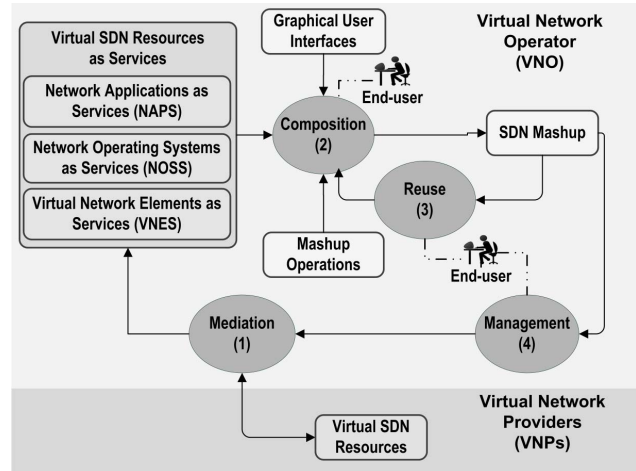 Virtual SDN Resources
as Services
Network Applications as
Services (NAPS)
Network Operating Systems
as Services (NOSS)
Virtual Network Elements as
Services (VNES)
Graphical User
Interfaces
Virtual Network
Operator
(VNO)
End-user
Composition
(2)
SDN Mashup
Reuse
(3)
Mashup
Operations
End-user
Mediation
(1)
Management
(4)
Virtual Network
Providers
(VNPs)
Virtual SDN
Resources